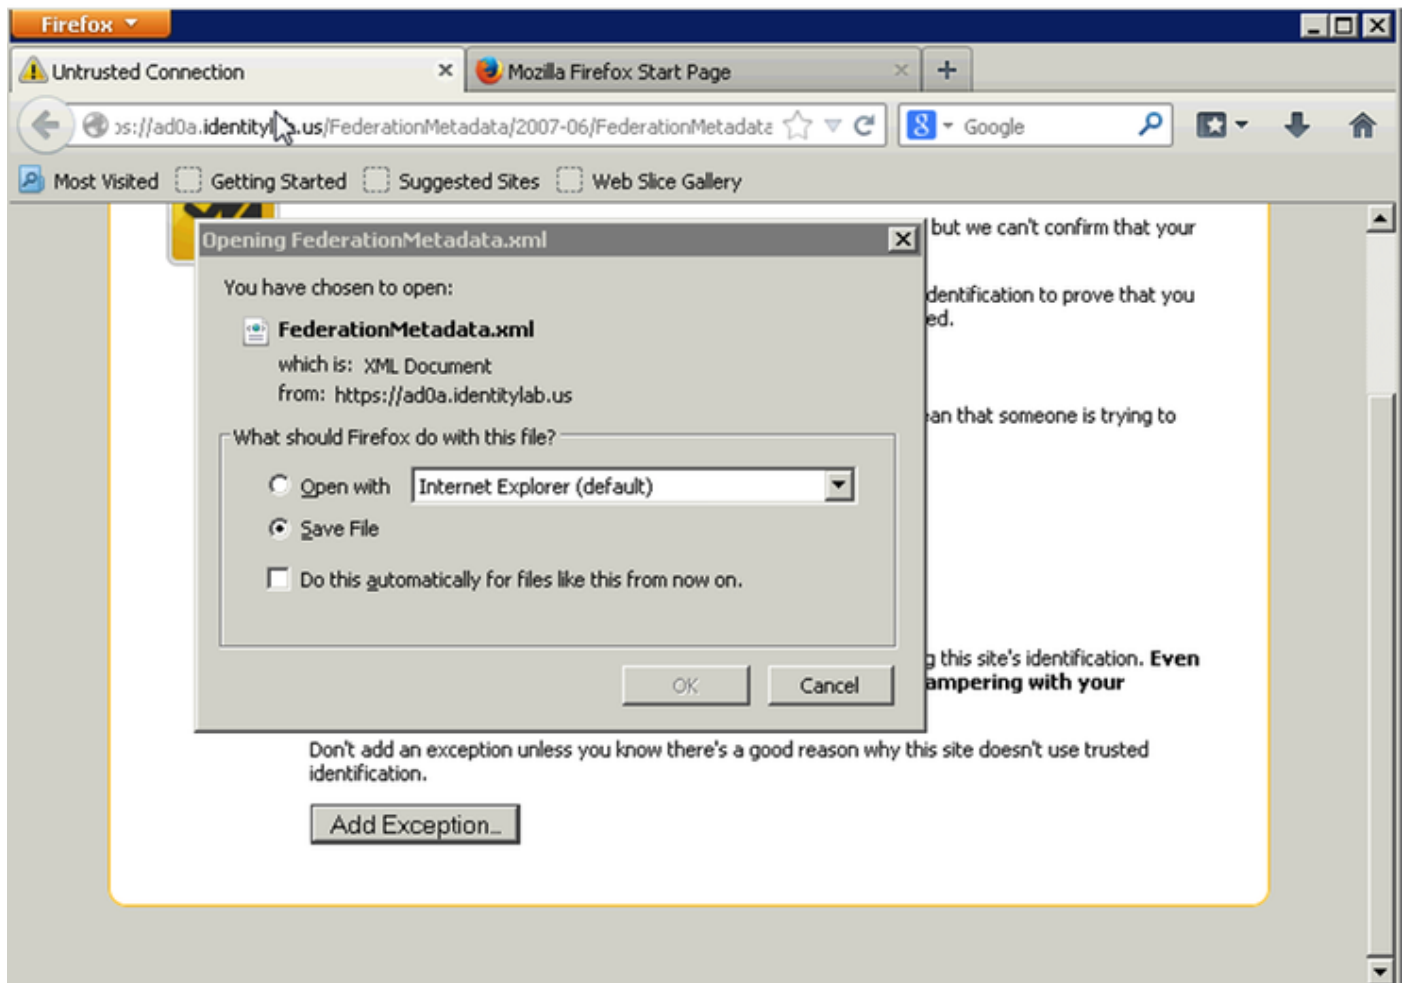 Firefox
Untrusted Connection
Mozilla Firefox Start Page
ps://ad0a.identityl .us/FederationMetadata/2007-06/FederationMetadata
8
Google
Most Visited
Getting Started
Suggested Sites
Web Slice Gallery
Opening FederationMetadata.xml
but we can't confirm that your
You have chosen to open:
dentification to prove that you
ed.
FederationMetadata.xml
which is: XML Document
from: https://ad0a.identitylab.us
an that someone is trying to
What should Firefox do with this file?
Open with
Internet Explorer (default)
Save File
Do this automatically for files like this from now on.
g this site's identification. Even
ampering with your
OK
Cancel
Don't add an exception unless you know there's a good reason why this site doesn't use trusted
identification.
Add Exception...